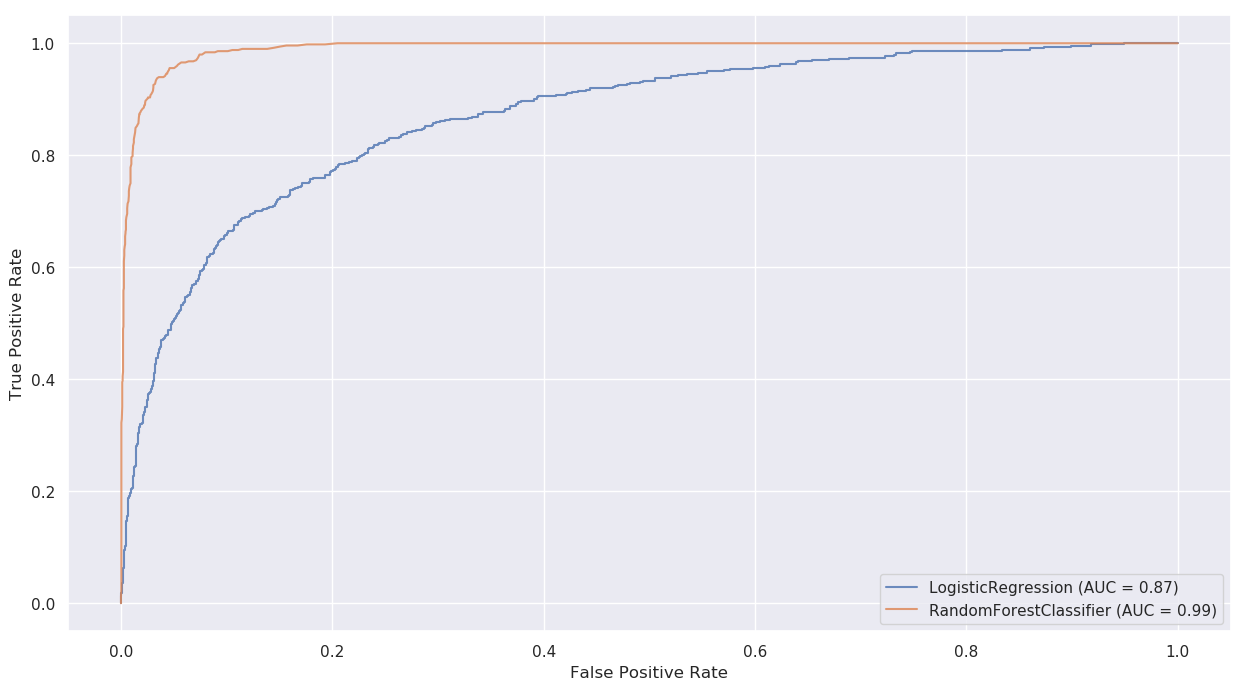 1.0
0.8
0.6
0.4
0.2
0.0
True Positive Rate
0.0 0.2 0.4 0.6 0.8 1.0
False Positive Rate
LogisticRegression (AUC = 0.87)
RandomForestClassifier (AUC = 0.99)